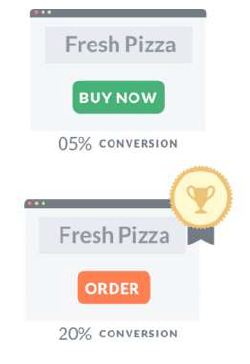 Fresh Pizza
BUY NOW
05% CONVERSION
Fresh Pizza
ORDER
20% CONVERSION